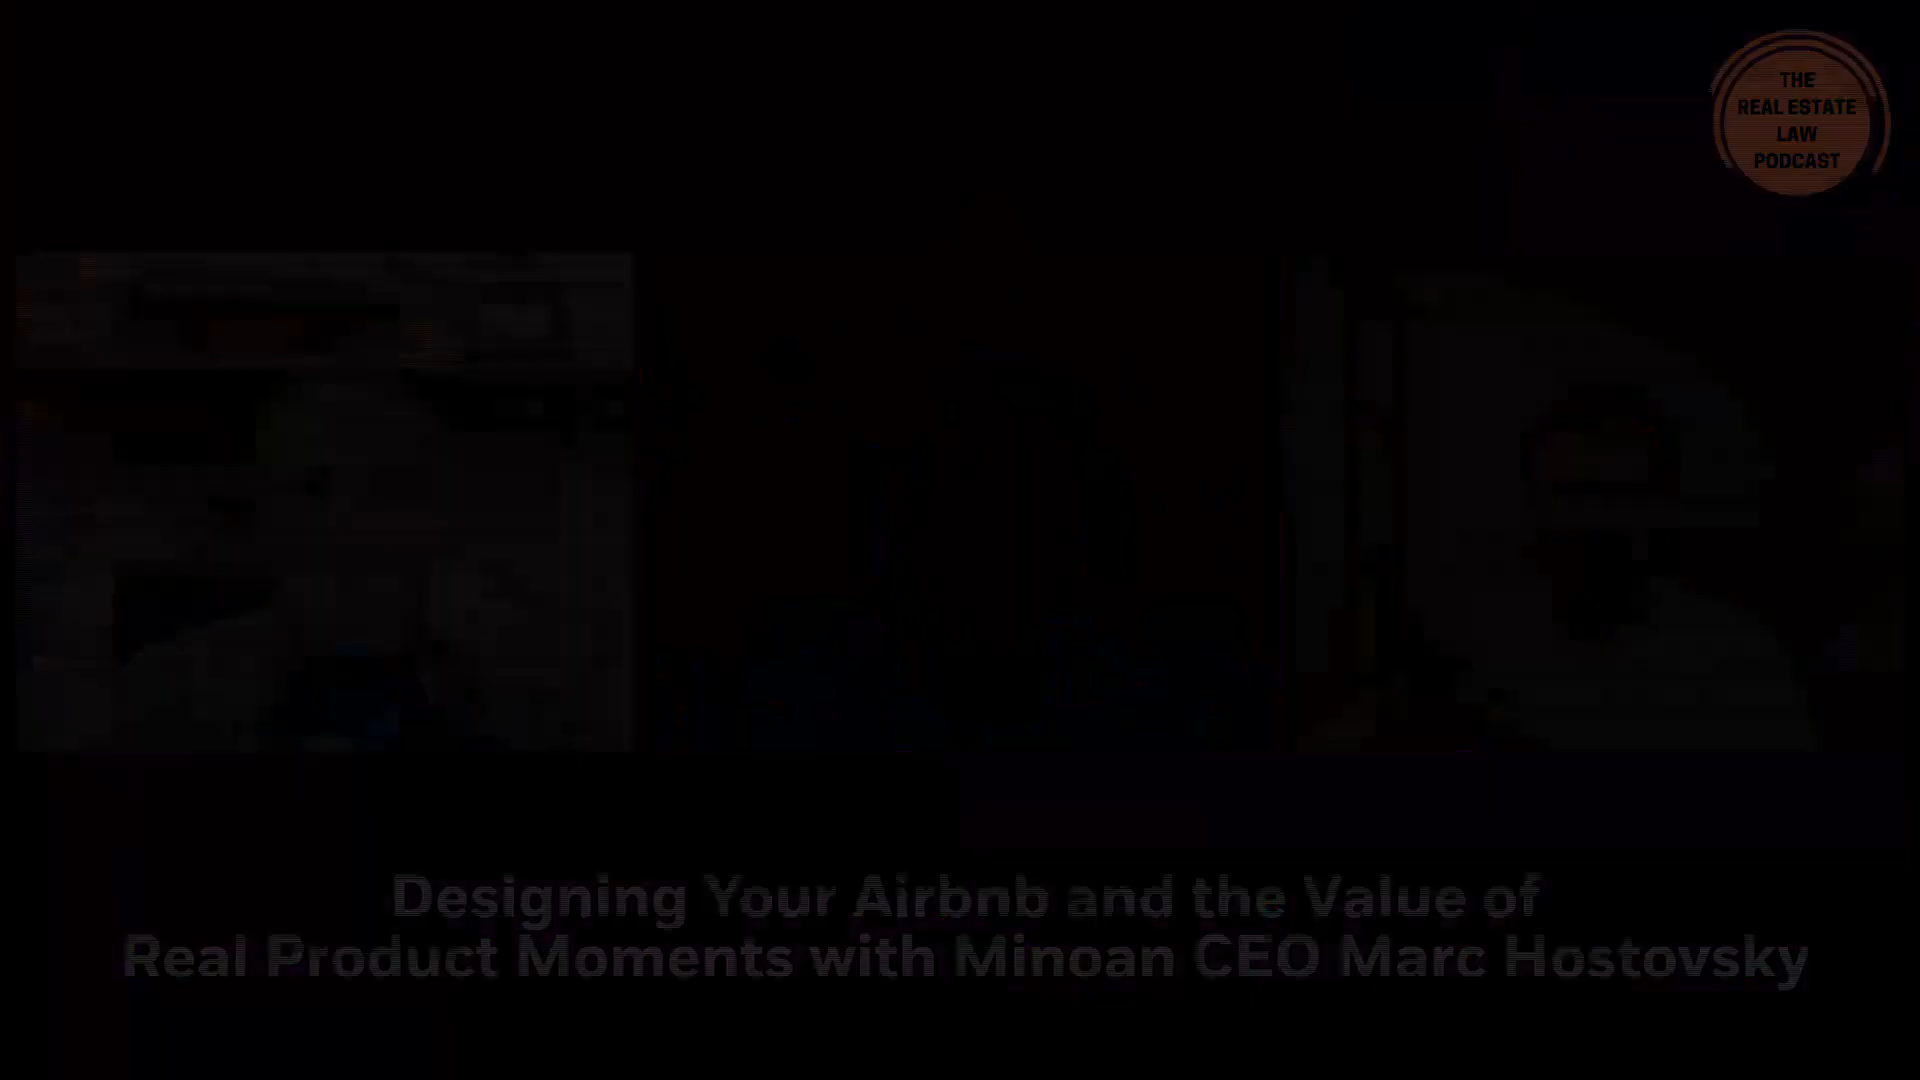 THE
REAL ESTATE
LAW
PODCAST
Designing Your Airbnb and the Value of
Real Product Moments with Minoan CEO Marc Hostovsky